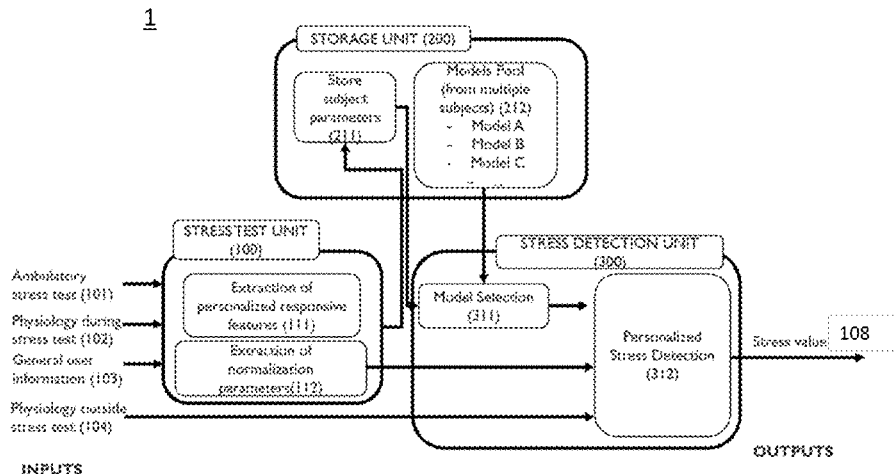 1
STORAGE UNIT (200)
Store
subject
parameters
(211)
Models Pool
(from multiple
subjects) (212)
- Model A
- Model B
- Model C
STRESS TEST UNIT
(100)
STRESS DETECTION UNIT
(300)
Ambulatory
stress test (101)
Physiology during
stress test (102)
General user
information (103)
Physiology outside
stress test (104)
Extraction of
personalized responsive
features (111)
Extraction of
normalization
parameters(112)
Model Selection
(311)
Personalized
Stress Detection
(312)
Stress value 108
OUTPUTS
INPUTS